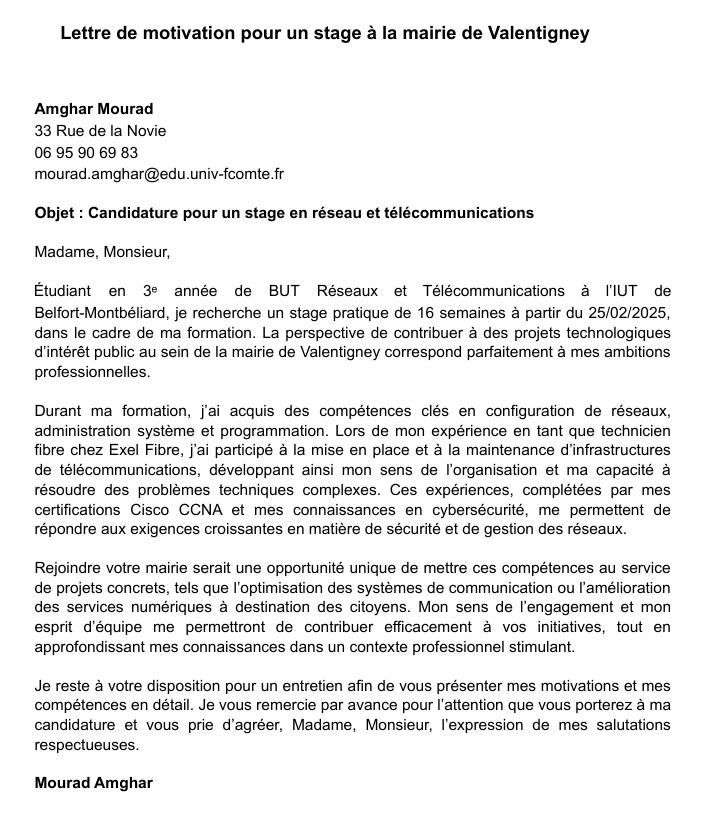 Lettre de motivation pour un stage à la mairie de Valentigney
Amghar Mourad
33 Rue de la Novie
06 95 90 69 83
mourad.amghar@edu.univ-fcomte.fr
Objet : Candidature pour un stage en réseau et télécommunications
Madame, Monsieur,
Étudiant en 3e année de BUT Réseaux et Télécommunications à l’IUT de
Belfort-Montbéliard, je recherche un stage pratique de 16 semaines à partir du 25/02/2025,
dans le cadre de ma formation. La perspective de contribuer à des projets technologiques
d’intérêt public au sein de la mairie de Valentigney correspond parfaitement à mes ambitions
professionnelles.
Durant ma formation, j’ai acquis des compétences clés en configuration de réseaux,
administration système et programmation. Lors de mon expérience en tant que technicien
fibre chez Exel Fibre, j’ai participé à la mise en place et à la maintenance d’infrastructures
de télécommunications, développant ainsi mon sens de l’organisation et ma capacité à
résoudre des problèmes techniques complexes. Ces expériences, complétées par mes
certifications Cisco CCNA et mes connaissances en cybersécurité, me permettent de
répondre aux exigences croissantes en matière de sécurité et de gestion des réseaux.
Rejoindre votre mairie serait une opportunité unique de mettre ces compétences au service
de projets concrets, tels que l’optimisation des systèmes de communication ou l’amélioration
des services numériques à destination des citoyens. Mon sens de l’engagement et mon
esprit d’équipe me permettront de contribuer efficacement à vos initiatives, tout en
approfondissant mes connaissances dans un contexte professionnel stimulant.
Je reste à votre disposition pour un entretien afin de vous présenter mes motivations et mes
compétences en détail. Je vous remercie par avance pour l’attention que vous porterez à ma
candidature et vous prie d’agréer, Madame, Monsieur, l’expression de mes salutations
respectueuses.
Mourad Amghar